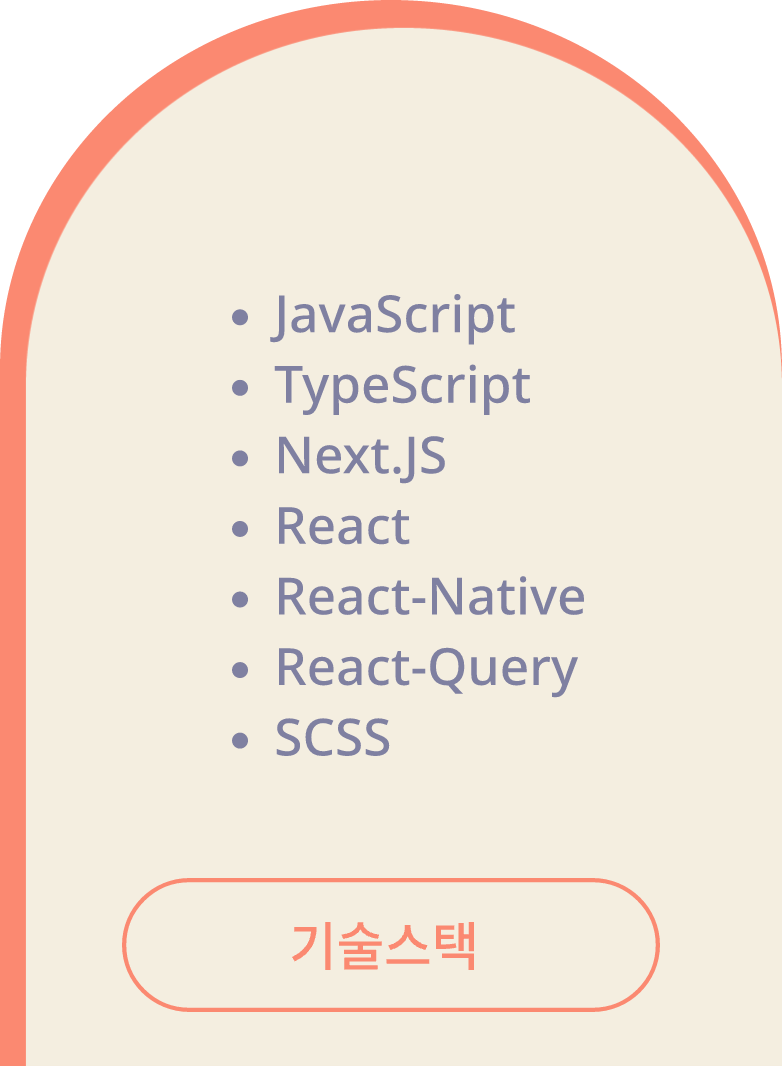 • JavaScript
• TypeScript
• Next.JS
• React
• React-Native
• React-Query
• SCSS
기술스택